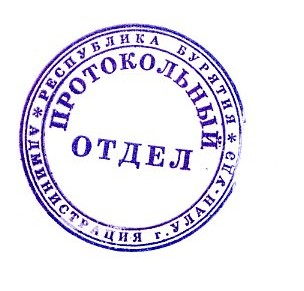 * РЕСПУБЛИКА БУРЯТИЯ *
АДМИНИСТРАЦИЯ г. УЛАН-УДЭ
ПРОТОКОЛЬНЫЙ
ОТДЕЛ